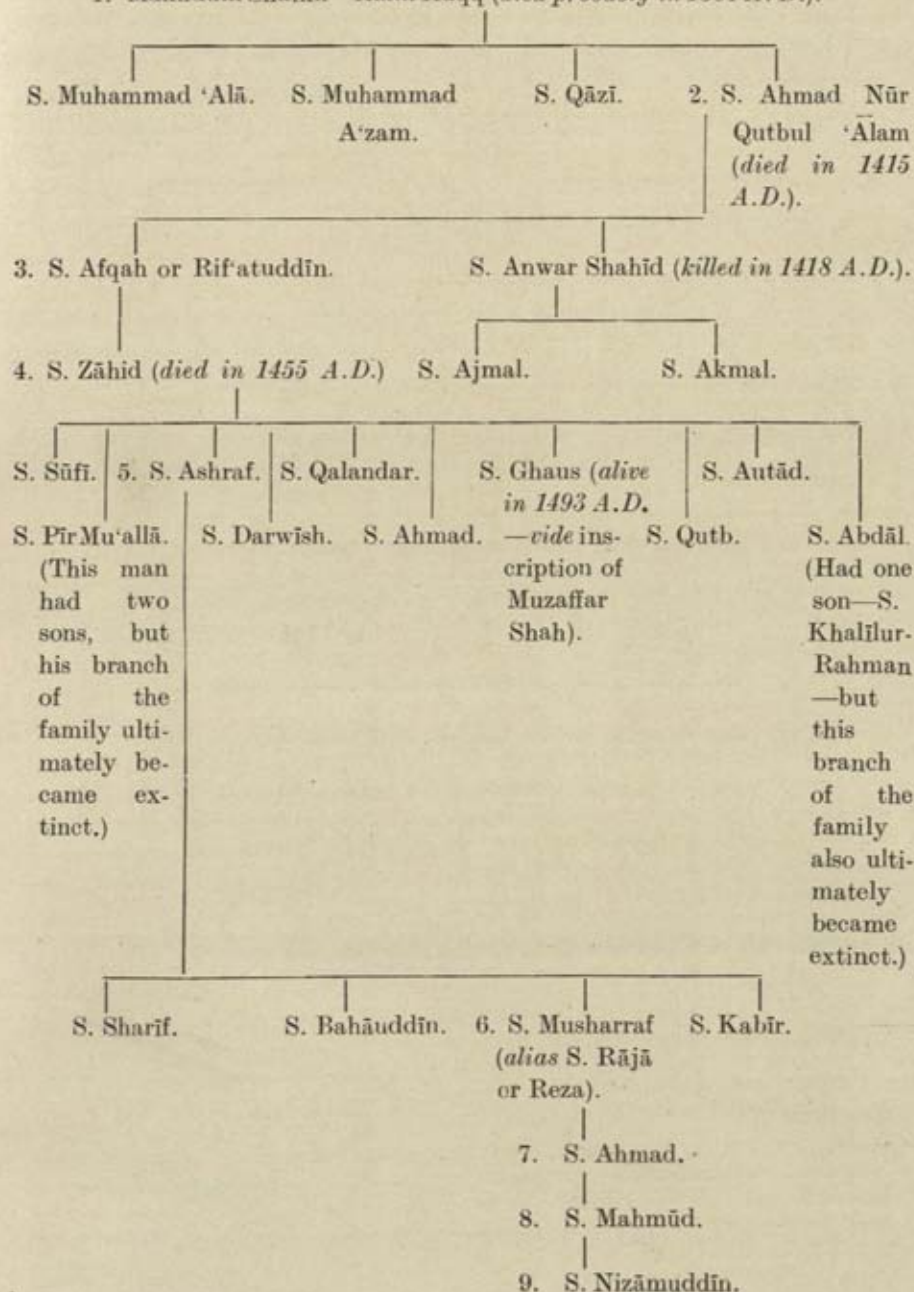 S. Muhammad ‘Alā. S. Muhammad S. Qāzī. 2. S. Ahmad Nūr
A‘zam. Qutbul ‘Ālam
(died in 1415
A.D.).
3. S. Afqah or Rif‘atuddīn. S. Anwar Shahīd (killed in 1418 A.D.).
4. S. Zāhid (died in 1455 A.D.) S. Ajmal. S. Akmal.
S. Sūfī. 5. S. Ashraf. S. Qalandar. S. Ghaus (alive S. Autād.
in 1493 A.D.
S. Pīr Mu‘allā. S. Darwīsh. S. Ahmad. —vide ins- S. Qutb. S. Abdāl.
(This man cription of (Had one
had two Muzaffar son—S.
sons, but Shah). Khalīlur-
his branch Rahman
of the —but
family ulti- this
mately be- branch
came ex- of the
tinct.) family
also ulti-
mately
became
extinct.)
S. Sharīf. S. Bahāuddīn. 6. S. Musharraf S. Kabīr.
(alias S. Rājā
or Reza).
7. S. Ahmad.
8. S. Mahmūd.
9. S. Nizāmuddīn.